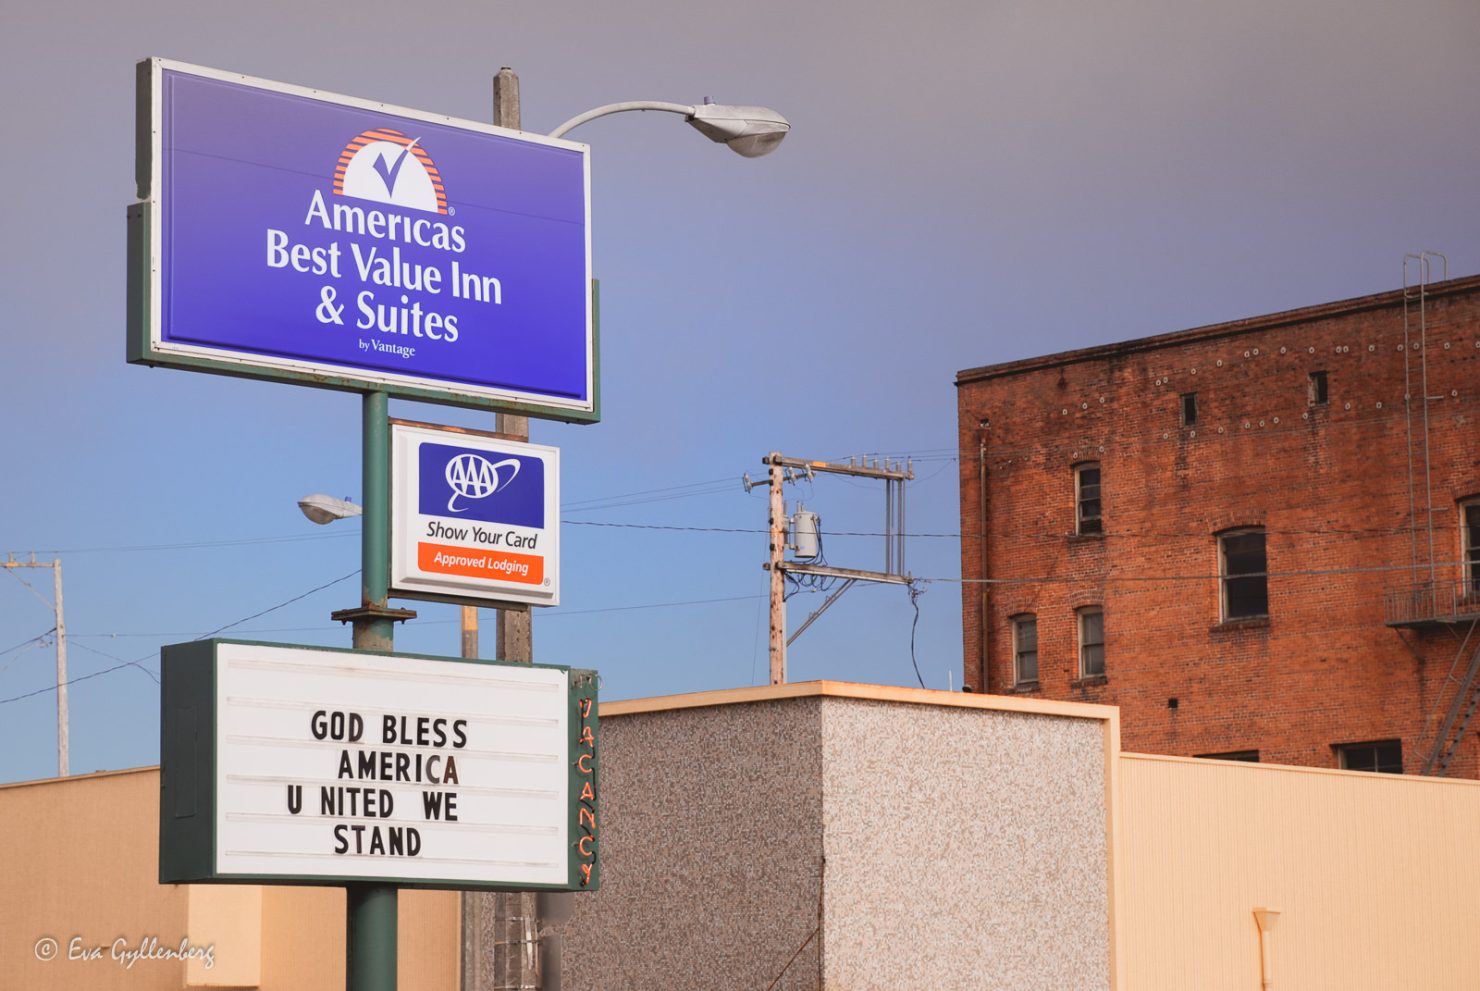 Americas
Best Value Inn
& Suites
by Vantage
AAA
Show Your Card
Approved Lodging
GOD BLESS
AMERICA
U NITED WE
STAND
VACANCY
© Eva Gyllenberg